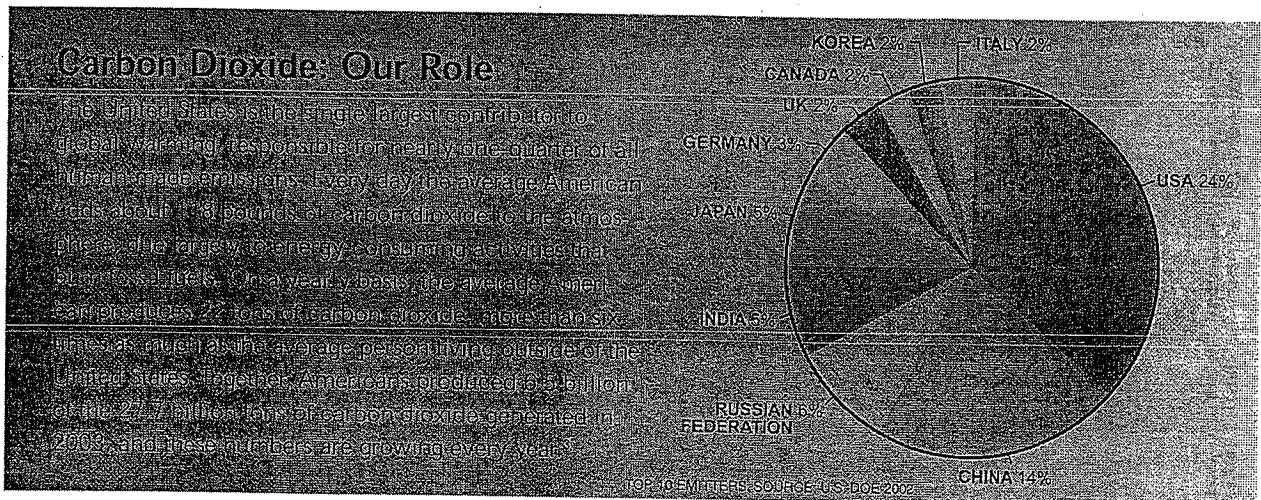 Carbon Dioxide: Our Role
The United States is the single largest contributor to
global warming, responsible for nearly one-quarter of all
human-made emissions. Every day the average American
adds about pounds of carbon dioxide to the atmos-
phere, due largely to energy-consuming activities that
burn fossil fuels. On a yearly basis, the average Ameri-
can produces 22 tons of carbon dioxide, more than six
times as much as the average person living outside of the
United States. Together, Americans produced 6.5 billion
of the 27.7 billion tons of carbon dioxide generated in
and these numbers are growing every year.
KOREA 2%
ITALY 2%
CANADA 2%
UK 2%
GERMANY 3%
USA 24%
JAPAN 5%
INDIA 5%
RUSSIAN 6%
FEDERATION
CHINA 14%
TOP 10 EMITTERS. SOURCE: U.S. DOE 2002